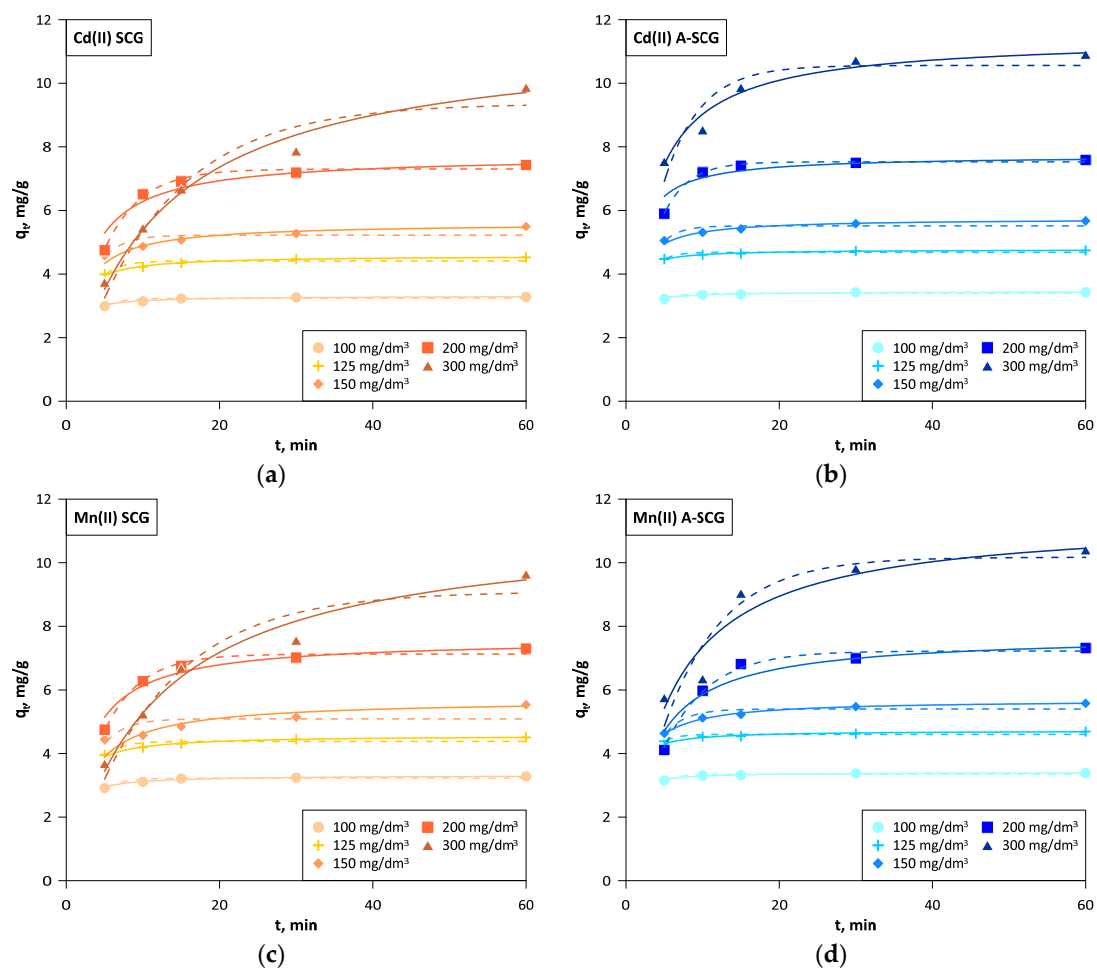 Cd(II) SCG
12
10
8
6
4
2
0
qt, mg/g
100 mg/dm³
200 mg/dm³
125 mg/dm³
300 mg/dm³
150 mg/dm³
0
20
40
60
t, min
(a)
Cd(II) A-SCG
12
10
8
6
4
2
0
qt, mg/g
100 mg/dm³
200 mg/dm³
125 mg/dm³
300 mg/dm³
150 mg/dm³
0
20
40
60
t, min
(b)
Mn(II) SCG
12
10
8
6
4
2
0
qt, mg/g
100 mg/dm³
200 mg/dm³
125 mg/dm³
300 mg/dm³
150 mg/dm³
0
20
40
60
t, min
(c)
Mn(II) A-SCG
12
10
8
6
4
2
0
qt, mg/g
100 mg/dm³
200 mg/dm³
125 mg/dm³
300 mg/dm³
150 mg/dm³
0
20
40
60
t, min
(d)